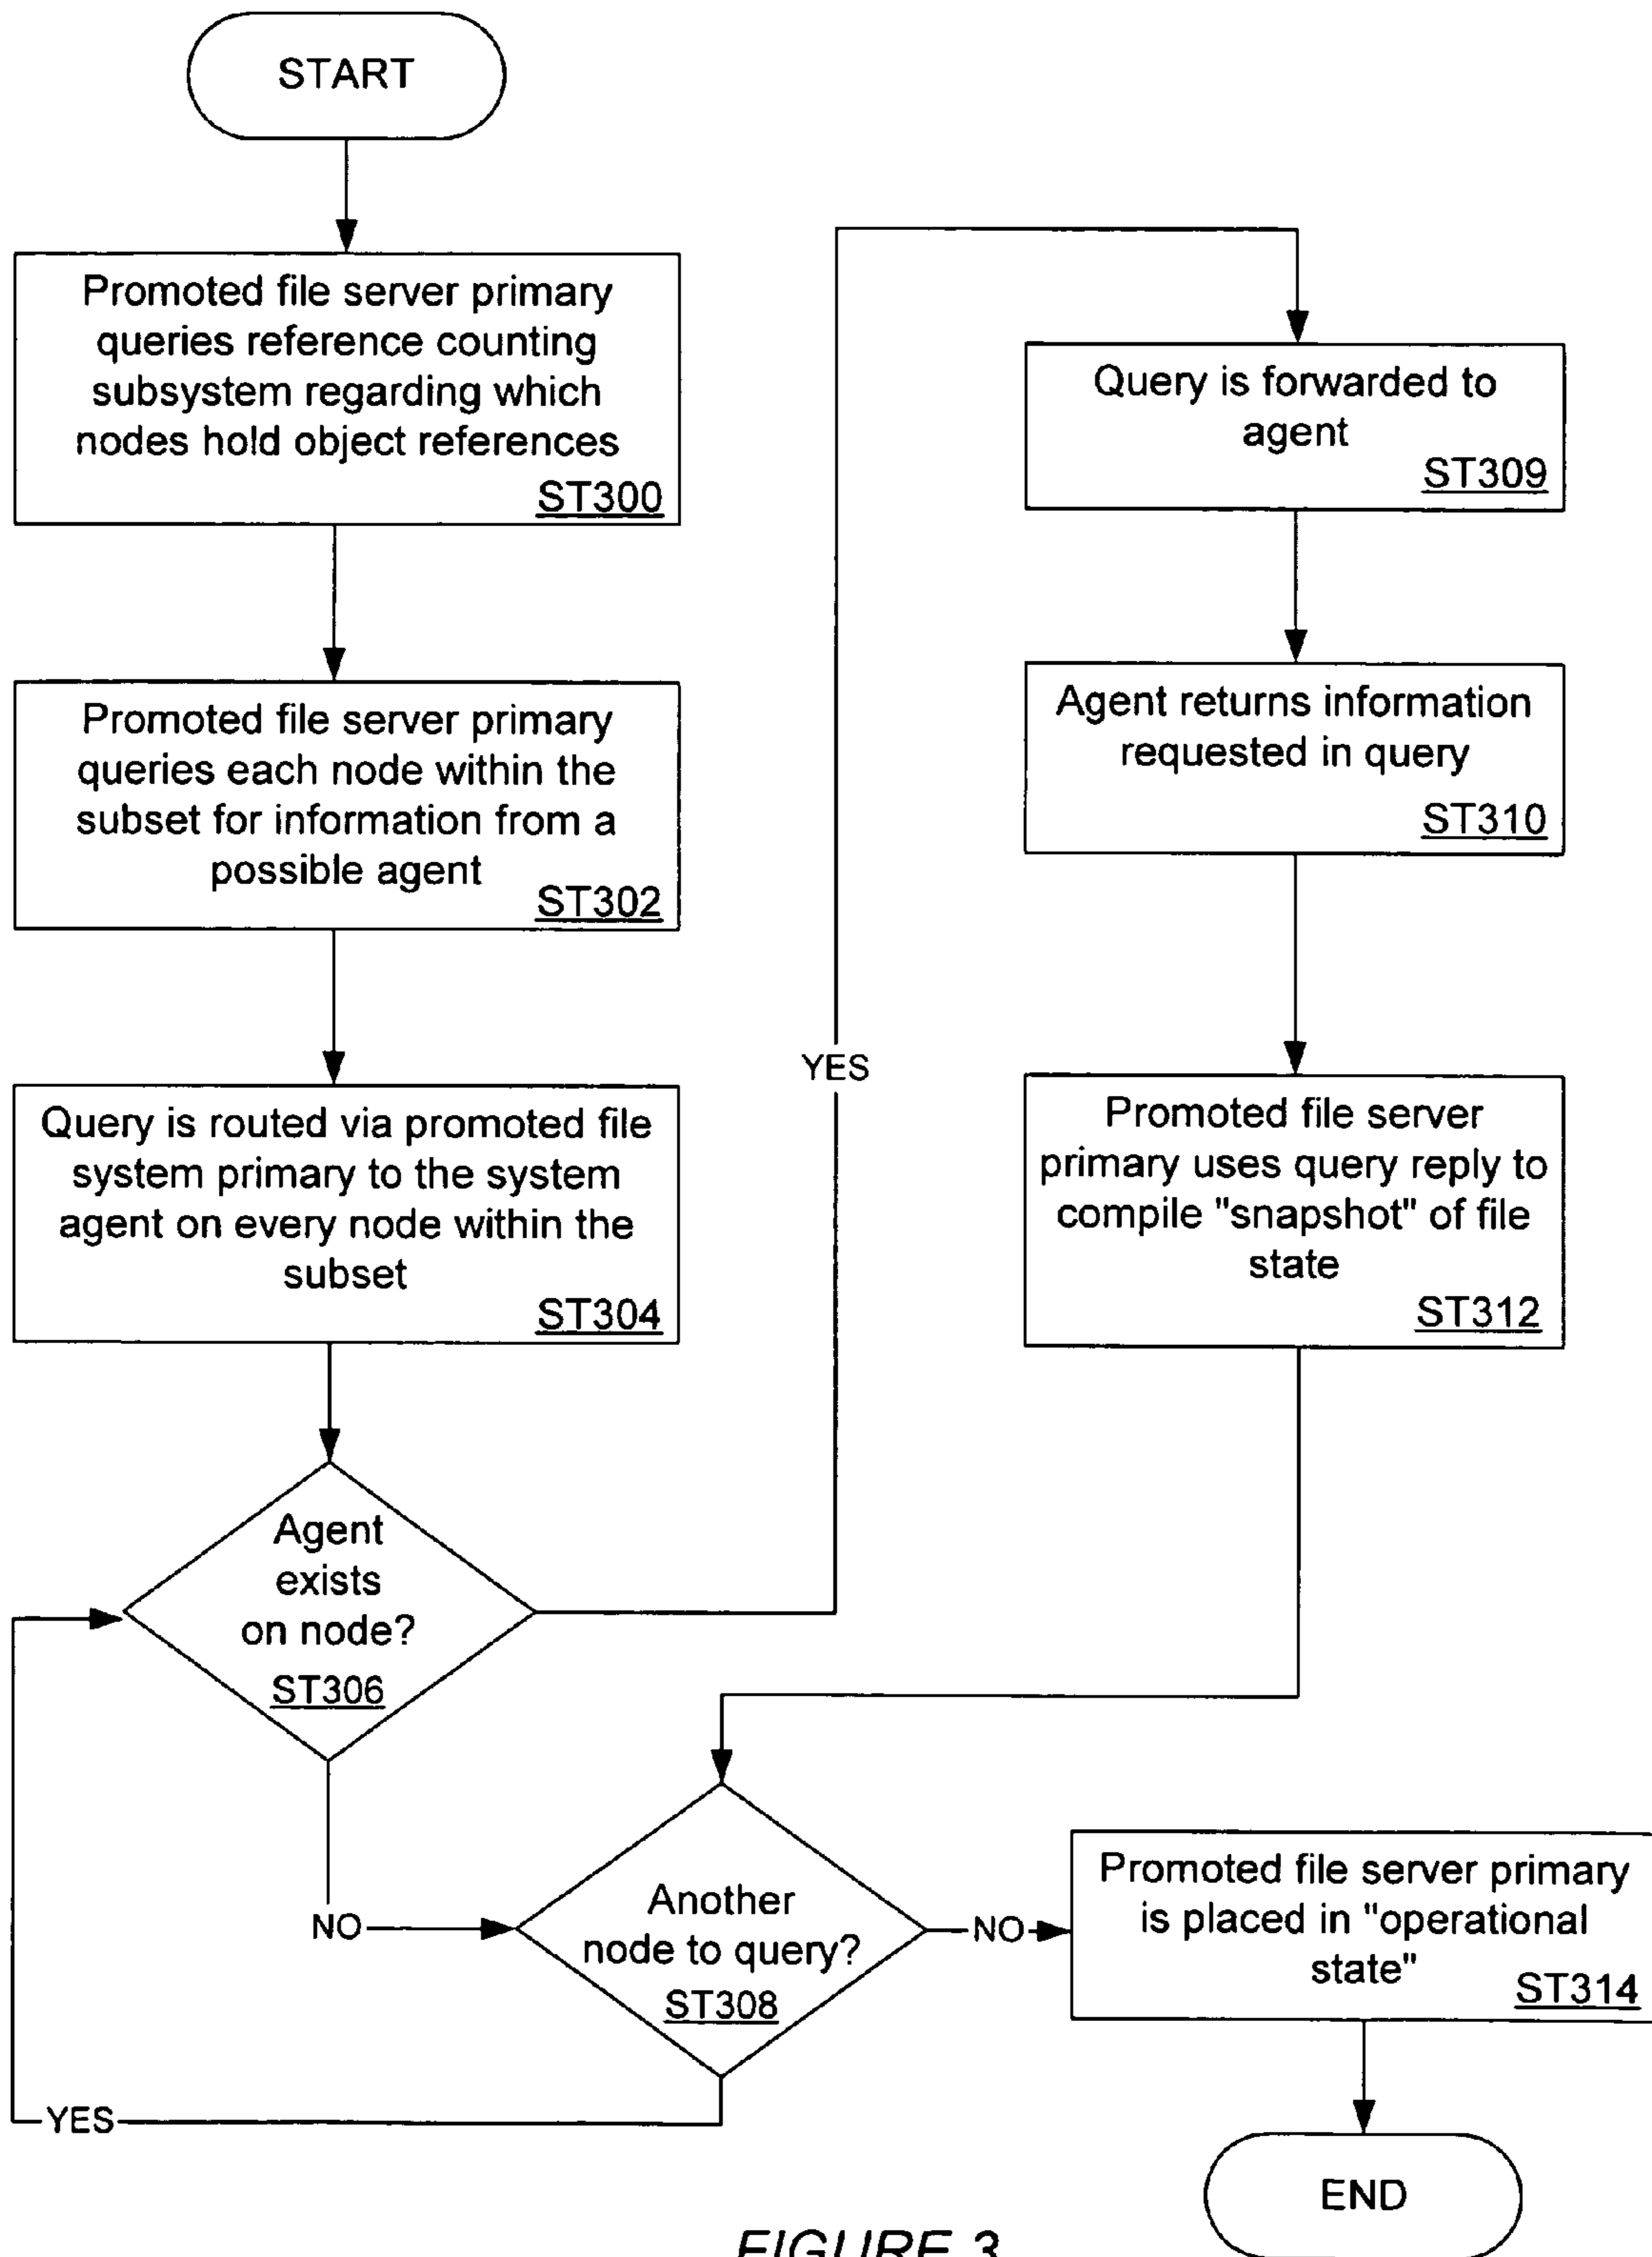 START
Promoted file server primary
queries reference counting
subsystem regarding which
nodes hold object references
ST300
Promoted file server primary
queries each node within the
subset for information from a
possible agent
ST302
Query is routed via promoted file
system primary to the system
agent on every node within the
subset
ST304
Agent
exists
on node?
ST306
YES
NO
Query is forwarded to
agent
ST309
Agent returns information
requested in query
ST310
Promoted file server
primary uses query reply to
compile "snapshot" of file
state
ST312
Another
node to query?
ST308
YES
NO
Promoted file server primary
is placed in "operational
state"
ST314
END
FIGURE 3